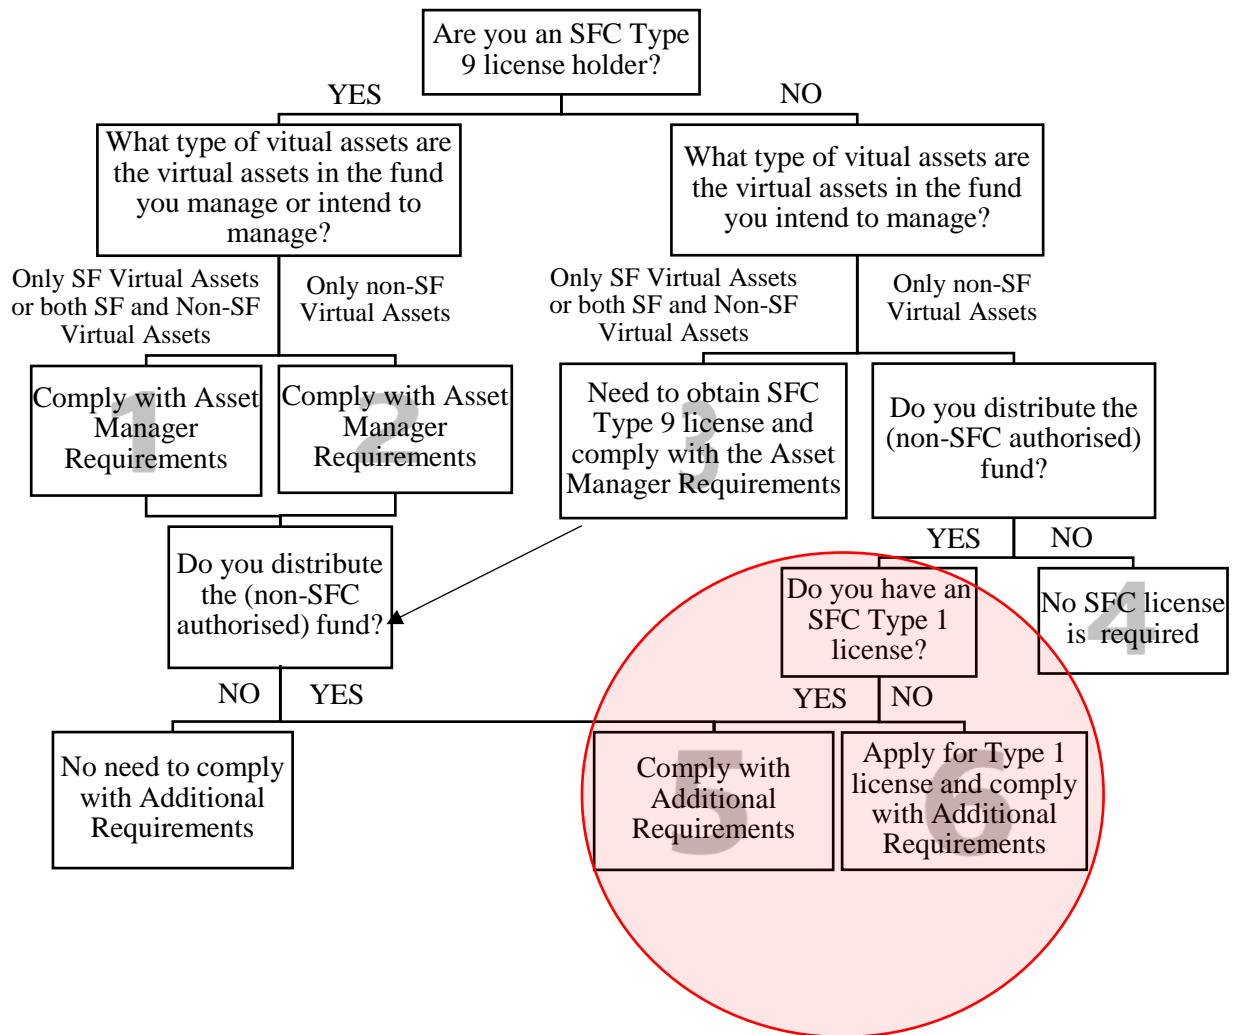 Are you an SFC Type
9 license holder?
YES
NO
What type of vitual assets are
the virtual assets in the fund
you manage or intend to
manage?
What type of vitual assets are
the virtual assets in the fund
you intend to manage?
Only SF Virtual Assets
or both SF and Non-SF
Virtual Assets
Only non-SF
Virtual Assets
Only SF Virtual Assets
or both SF and Non-SF
Virtual Assets
Only non-SF
Virtual Assets
1
Comply with Asset
Manager
Requirements
2
Comply with Asset
Manager
Requirements
3
Need to obtain SFC
Type 9 license and
comply with the Asset
Manager Requirements
Do you distribute the
(non-SFC authorised)
fund?
YES
NO
Do you distribute
the (non-SFC
authorised) fund?
Do you have an
SFC Type 1
license?
4
No SFC license
is required
NO
YES
YES
NO
No need to comply
with Additional
Requirements
5
Comply with
Additional
Requirements
6
Apply for Type 1
license and comply
with Additional
Requirements